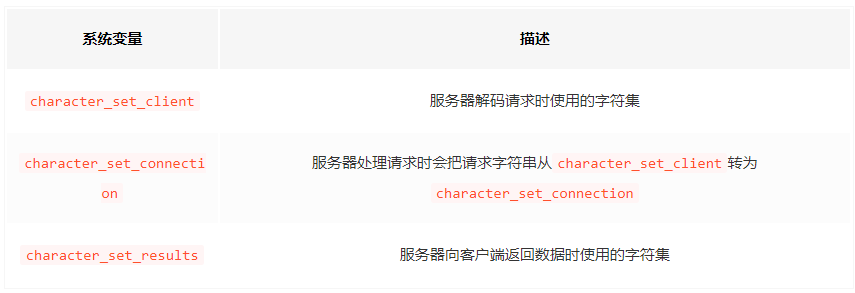 系统变量 描述
character_set_client 服务器解码请求时使用的字符集
character_set_connecti
on
服务器处理请求时会把请求字符串从 character_set_client 转为
character_set_connection
character_set_results 服务器向客户端返回数据时使用的字符集